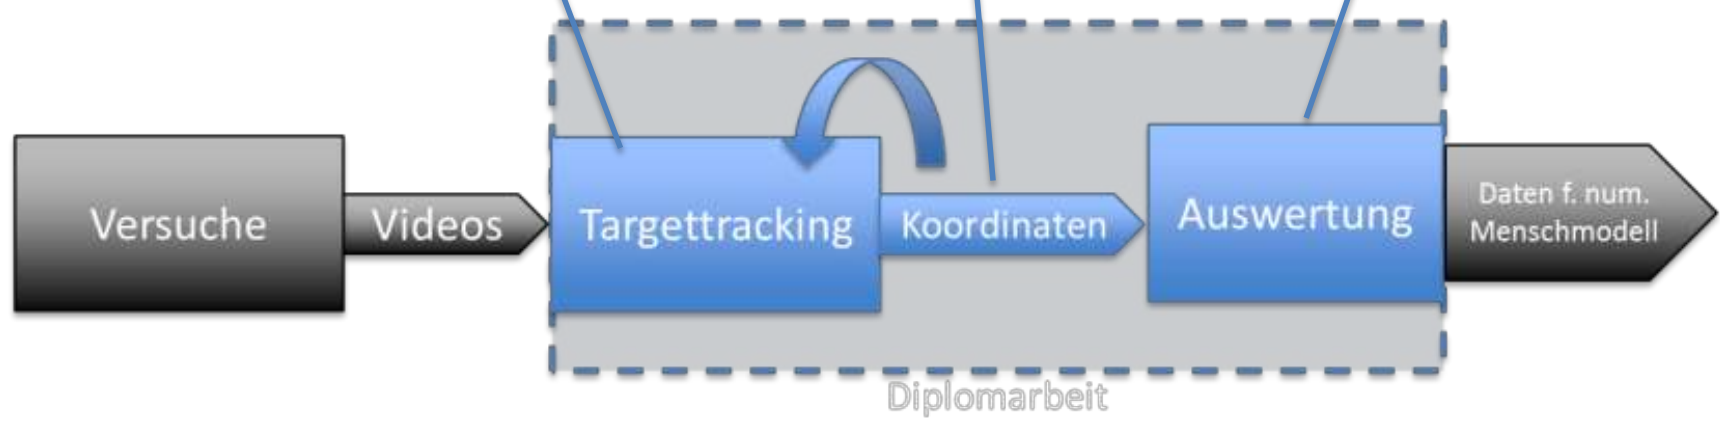 Versuche
Videos
Targettracking
Koordinaten
Auswertung
Daten f. num.
Menschmodell
Diplomarbeit